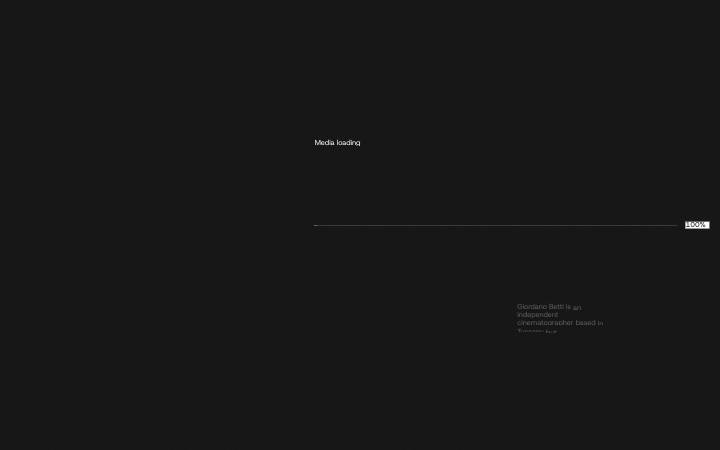 Media loading
100%
Giordano Betti is an
independent
cinematographer based in